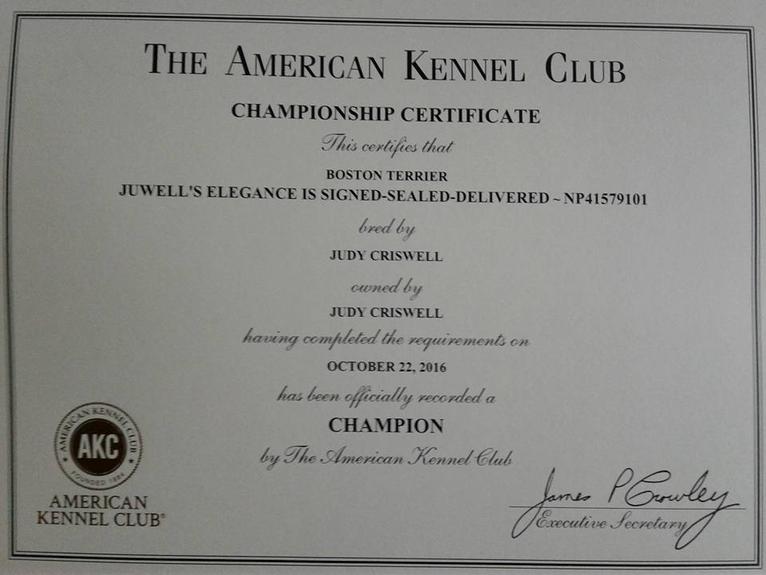 THE AMERICAN KENNEL CLUB
CHAMPIONSHIP CERTIFICATE
This certifies that
BOSTON TERRIER
JUWELL'S ELEGANCE IS SIGNED-SEALED-DELIVERED ~ NP41579101
bred by
JUDY CRISWELL
owned by
JUDY CRISWELL
having completed the requirements on
OCTOBER 22, 2016
has been officially recorded a
CHAMPION
by The American Kennel Club
AMERICAN KENNEL CLUB
AKC
FOUNDED 1884
AMERICAN
KENNEL CLUB®
James P Crowley
Executive Secretary